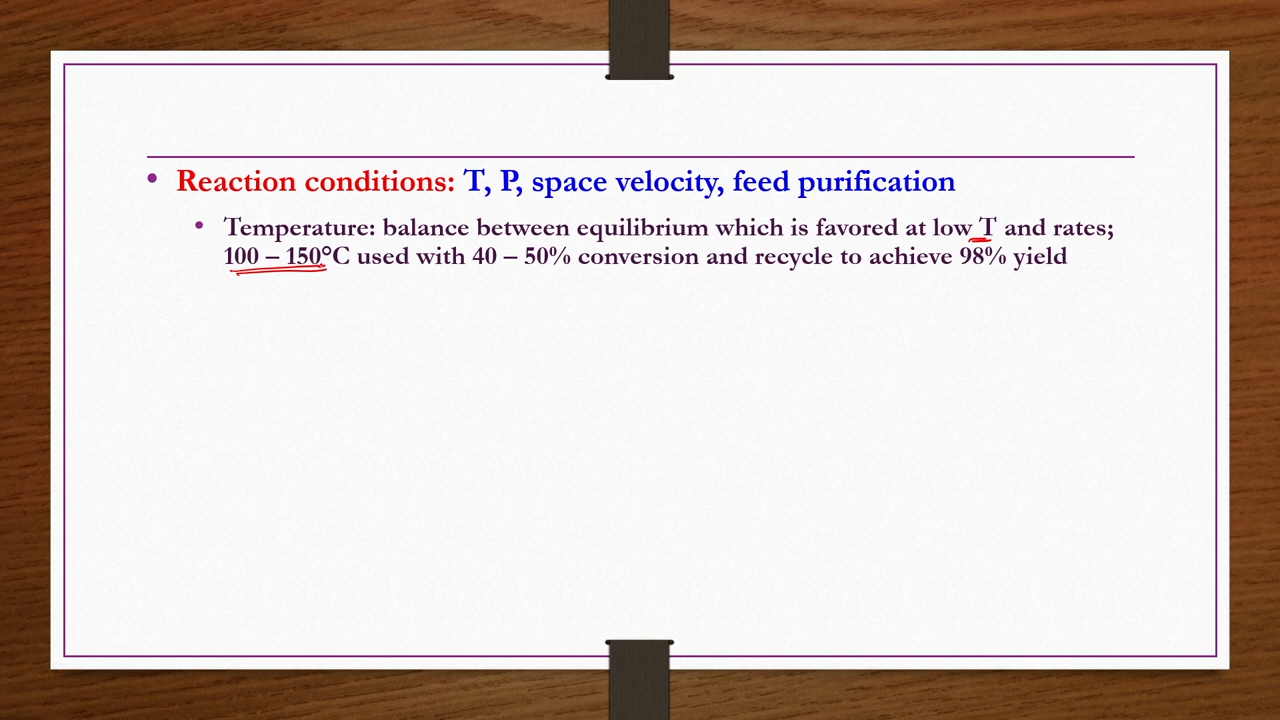 • Reaction conditions: T, P, space velocity, feed purification
• Temperature: balance between equilibrium which is favored at low T and rates;
100 – 150°C used with 40 – 50% conversion and recycle to achieve 98% yield